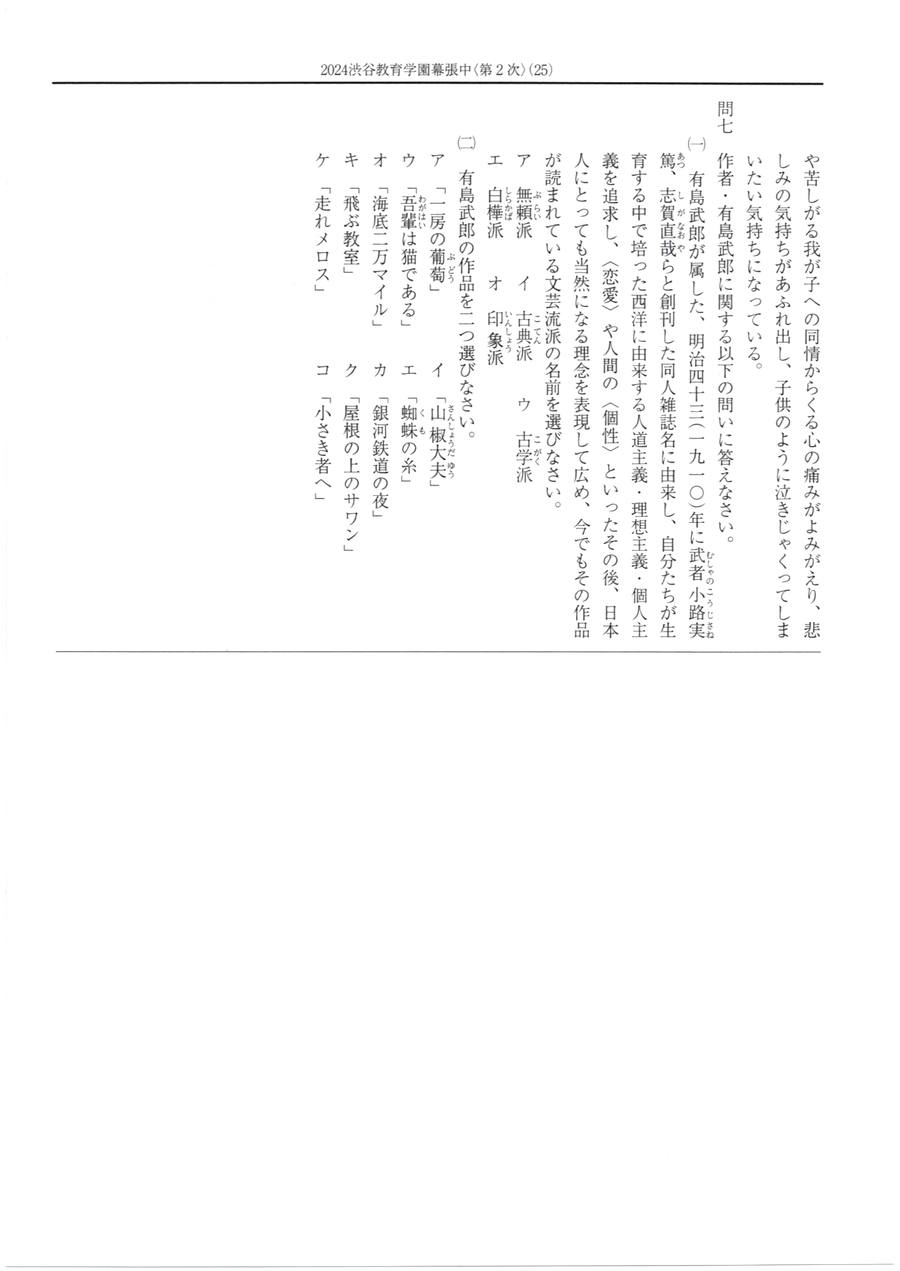 2024渋谷教育学園幕張中〈第2次〉(25)
や苦しがる我が子への同情からくる心の痛みがよみがえり、悲
しみの気持ちがあふれ出し、子供のように泣きじゃくってしま
いたい気持ちになっている。
問七 作者・有島武郎に関する以下の問いに答えなさい。
㈠ 有島武郎が属した、明治四十三(一九一〇)年に武者小路実
篤、志賀直哉らと創刊した同人雑誌名に由来し、自分たちが生
育する中で培った西洋に由来する人道主義・理想主義・個人主
義を追求し、〈恋愛〉や人間の〈個性〉といったその後、日本
人にとっても当然になる理念を表現して広め、今でもその作品
が読まれている文芸流派の名前を選びなさい。
ア 無頼派 イ 古典派 ウ 古学派
エ 白樺派 オ 印象派
㈡ 有島武郎の作品を二つ選びなさい。
ア 「一房の葡萄」 イ 「山椒大夫」
ウ 「吾輩は猫である」 エ 「蜘蛛の糸」
オ 「海底二万マイル」 カ 「銀河鉄道の夜」
キ 「飛ぶ教室」 ク 「屋根の上のサワン」
ケ 「走れメロス」 コ 「小さき者へ」